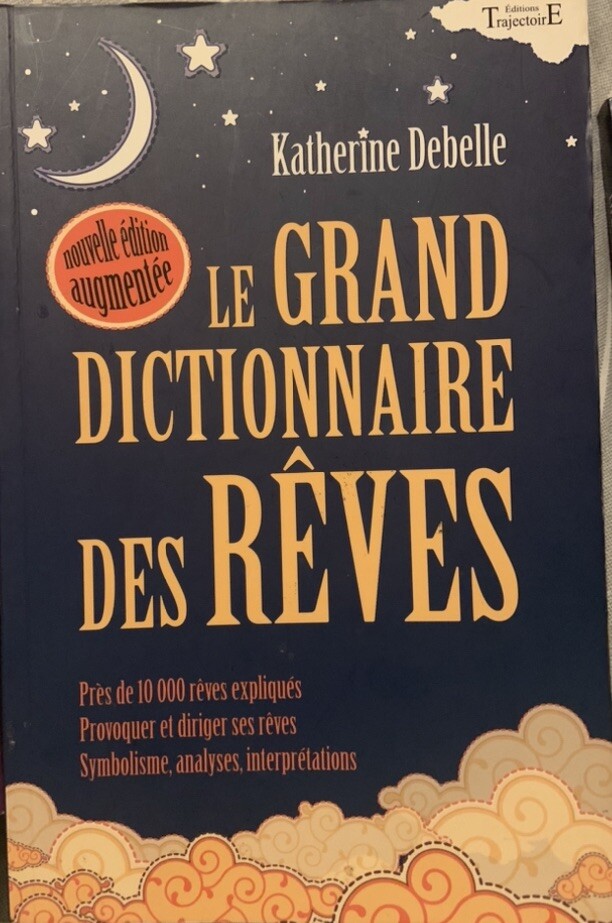 Éditions
TrajectoirE
Katherine Debelle
nouvelle édition
augmentée
LE GRAND
DICTIONNAIRE
DES RÊVES
Près de 10 000 rêves expliqués
Provoquer et diriger ses rêves
Symbolisme, analyses, interprétations